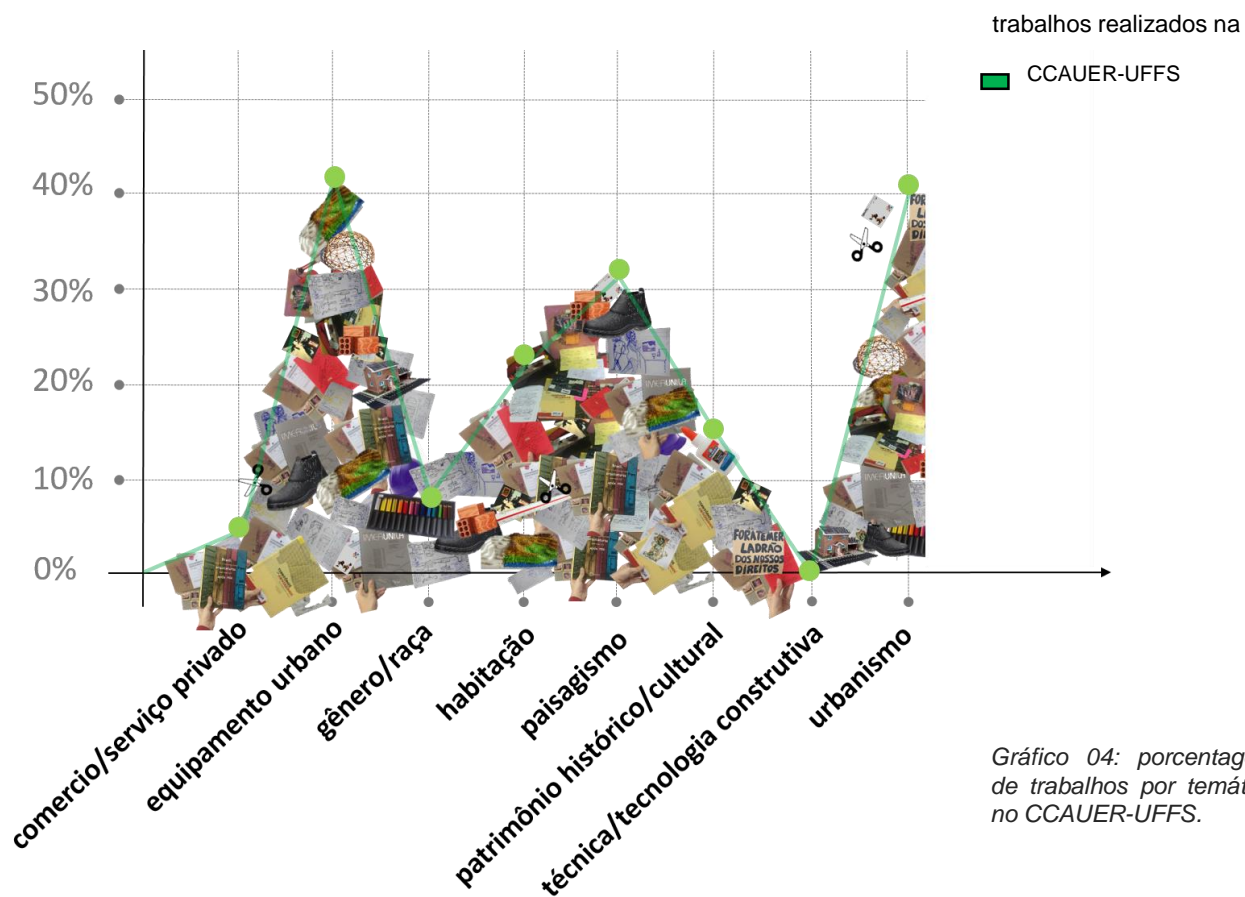 trabalhos realizados na
CCAUER-UFFS
50%
40%
30%
20%
10%
0%
IMERUNIUA
FORATEMER
LADRÃO
DOS NOSSOS
DIREITOS
comercio/serviço privado
equipamento urbano
gênero/raça
habitação
paisagismo
patrimônio histórico/cultural
técnica/tecnologia construtiva
urbanismo
Gráfico 04: porcentag
de trabalhos por temát
no CCAUER-UFFS.